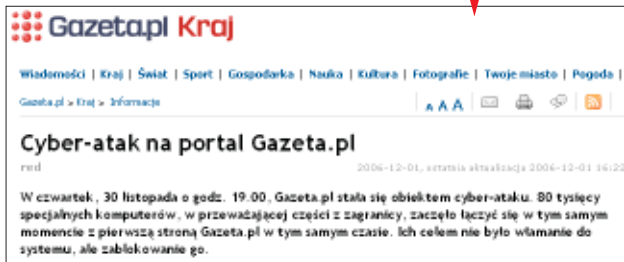 Gazeta.pl Kraj
Wiadomości | Kraj | Świat | Sport | Gospodarka | Nauka | Kultura | Fotografie | Twoje miasto | Pogoda |
Gazeta.pl > Kraj > Informacje
A A A
Cyber-atak na portal Gazeta.pl
red
2006-12-01, ostatnia aktualizacja 2006-12-01 16:22
W czwartek, 30 listopada o godz. 19.00, Gazeta.pl stała się obiektem cyber-ataku. 80 tysięcy
specjalnych komputerów, w przeważającej części z zagranicy, zaczęło łączyć się w tym samym
momencie z pierwszą stroną Gazeta.pl w tym samym czasie. Ich celem nie było włamanie do
systemu, ale zablokowanie go.